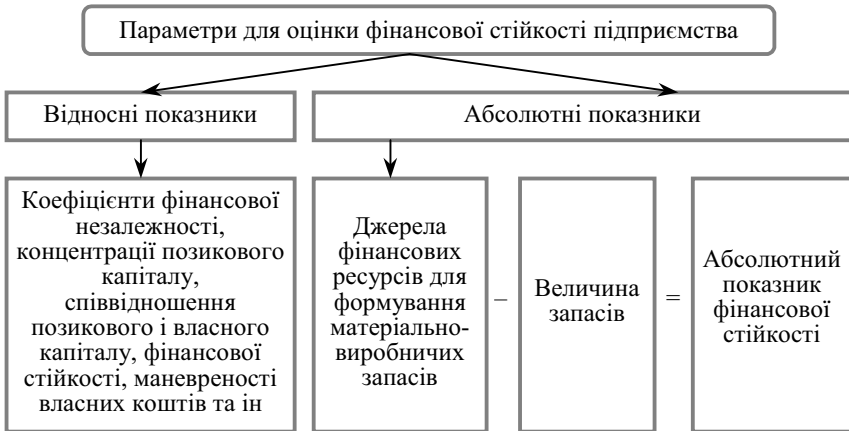 Параметри для оцінки фінансової стійкості підприємства
Відносні показники
Абсолютні показники
Коефіцієнти фінансової
незалежності,
концентрації позикового
капіталу,
співвідношення
позикового і власного
капіталу, фінансової
стійкості, маневреності
власних коштів та ін
Джерела
фінансових
ресурсів для
формування
матеріально-
виробничих
запасів
–
Величина
запасів
=
Абсолютний
показник
фінансової
стійкості